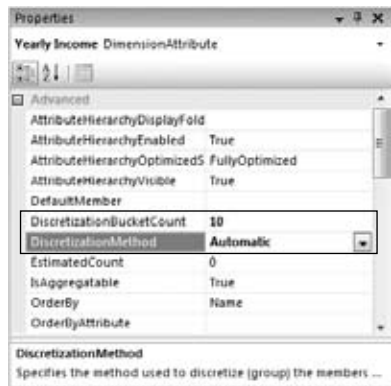 Properties
Yearly Income DimensionAttribute
Advanced
AttributeHierarchyDisplayFold
AttributeHierarchyEnabled True
AttributeHierarchyOptimizedS FullyOptimized
AttributeHierarchyVisible True
DefaultMember
DiscretizationBucketCount 10
DiscretizationMethod Automatic
EstimatedCount 0
IsAggregatable True
OrderBy Name
OrderByAttribute
DiscretizationMethod
Specifies the method used to discretize (group) the members ...